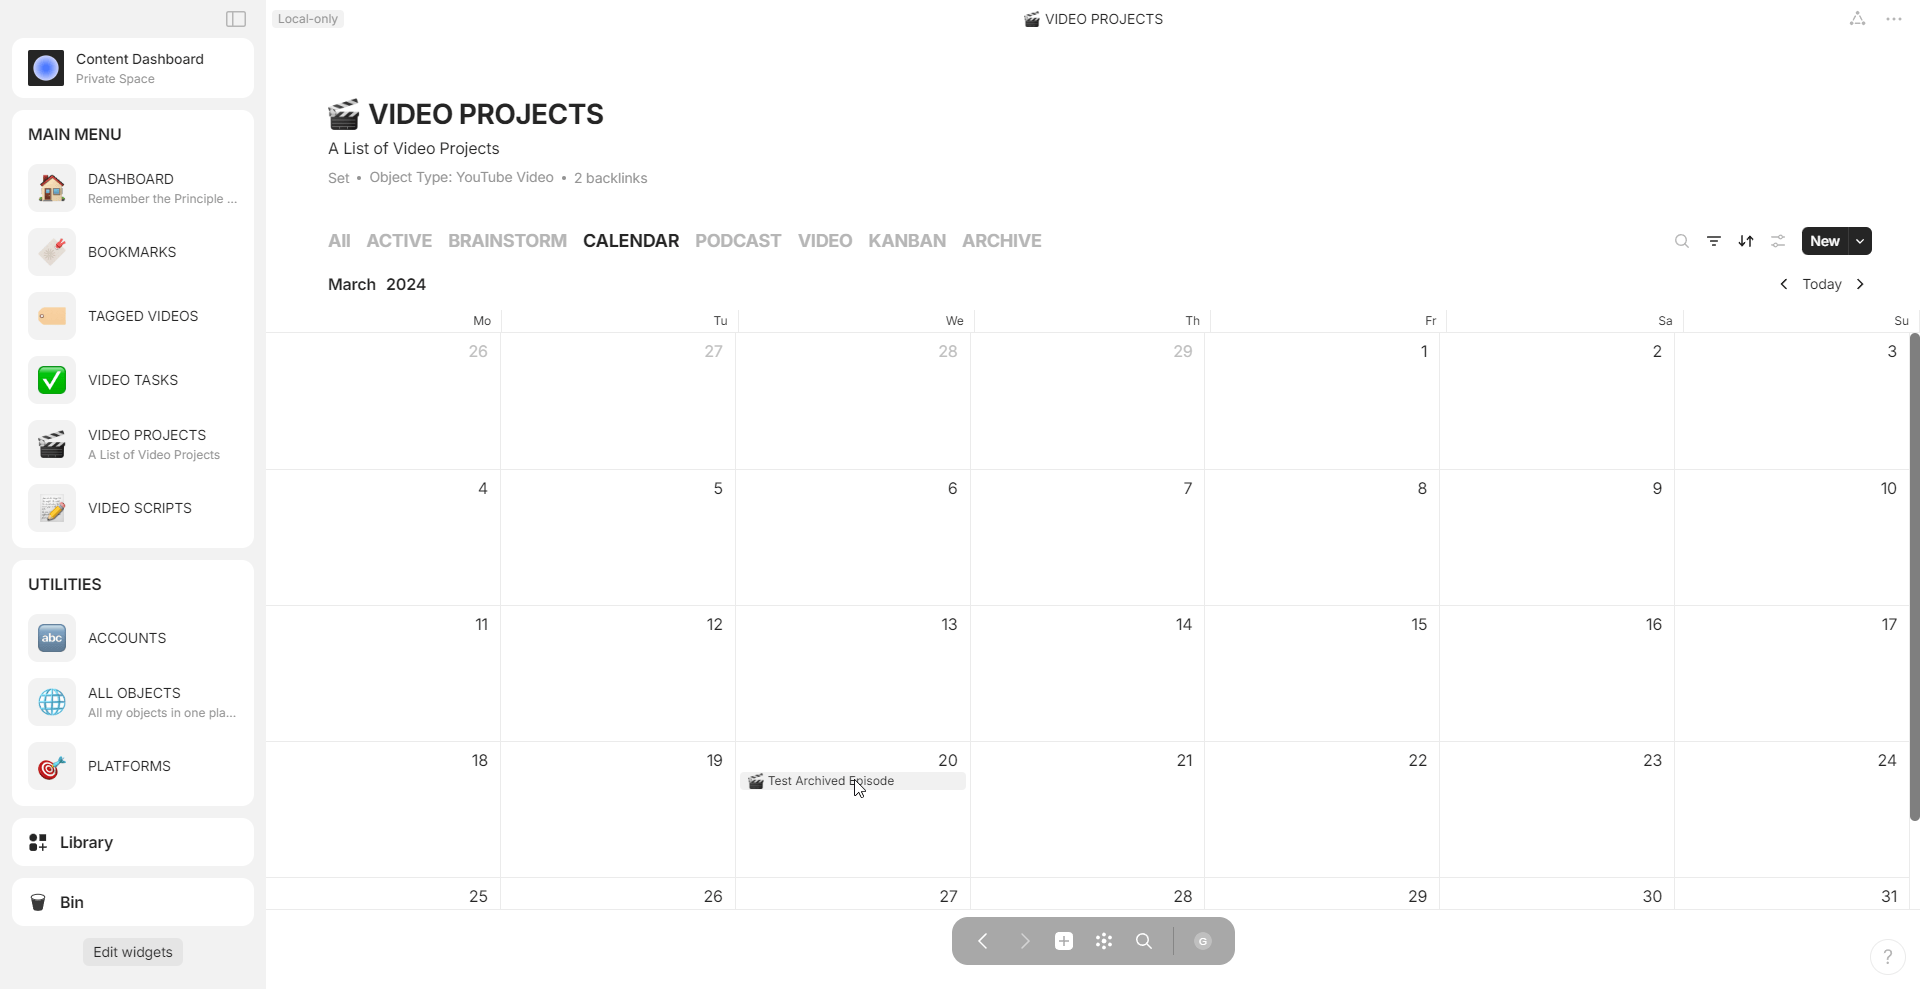 Local-only
VIDEO PROJECTS
Content Dashboard
Private Space
MAIN MENU
DASHBOARD
Remember the Principle ...
BOOKMARKS
TAGGED VIDEOS
VIDEO TASKS
VIDEO PROJECTS
A List of Video Projects
VIDEO SCRIPTS
UTILITIES
abc
ACCOUNTS
ALL OBJECTS
All my objects in one pla...
PLATFORMS
Library
Bin
Edit widgets
VIDEO PROJECTS
A List of Video Projects
Set • Object Type: YouTube Video • 2 backlinks
All ACTIVE BRAINSTORM CALENDAR PODCAST VIDEO KANBAN ARCHIVE
New
March 2024
Today
Mo Tu We Th Fr Sa Su
26 27 28 29 1 2 3
4 5 6 7 8 9 10
11 12 13 14 15 16 17
18 19 20 21 22 23 24
Test Archived Episode
25 26 27 28 29 30 31
G
?